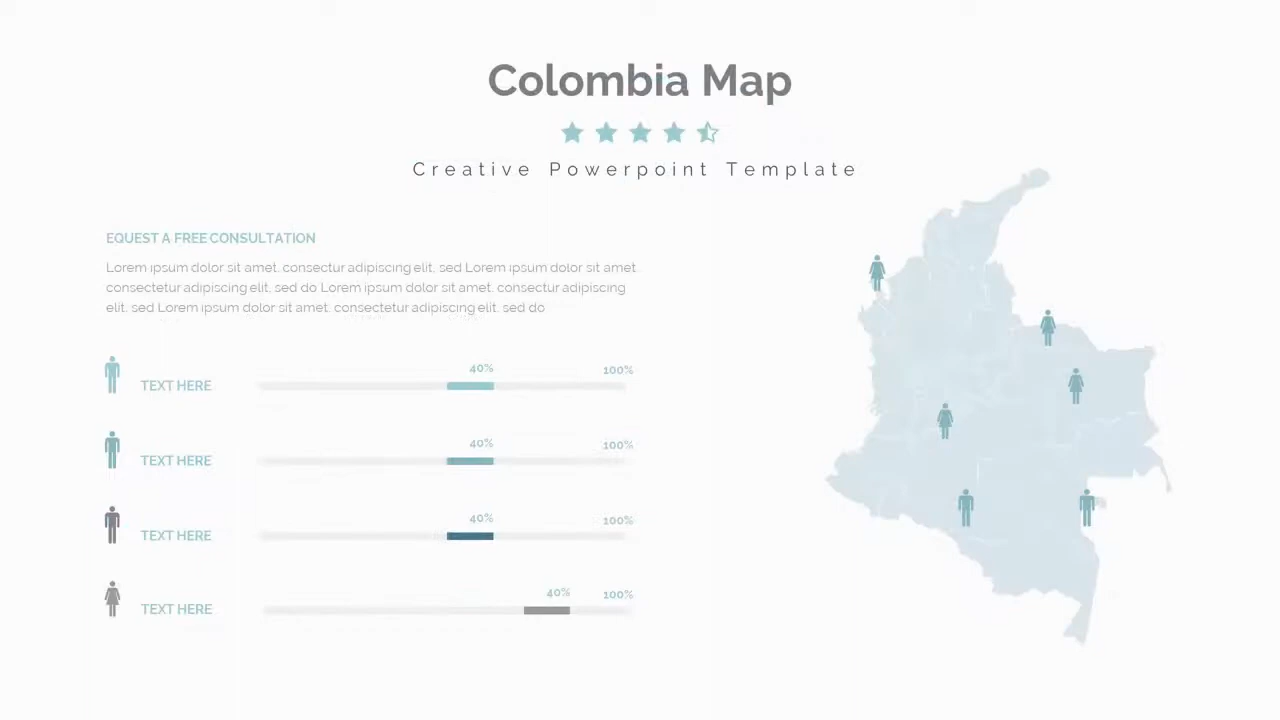 Colombia Map
Creative Powerpoint Template
EQUEST A FREE CONSULTATION
Lorem ipsum dolor sit amet, consectur adipiscing elit, sed Lorem ipsum dolor sit amet,
consectetur adipiscing elit, sed do Lorem ipsum dolor sit amet, consectur adipiscing
elit, sed Lorem ipsum dolor sit amet, consectetur adipiscing elit, sed do
40%
100%
TEXT HERE
40%
100%
TEXT HERE
40%
100%
TEXT HERE
40%
100%
TEXT HERE